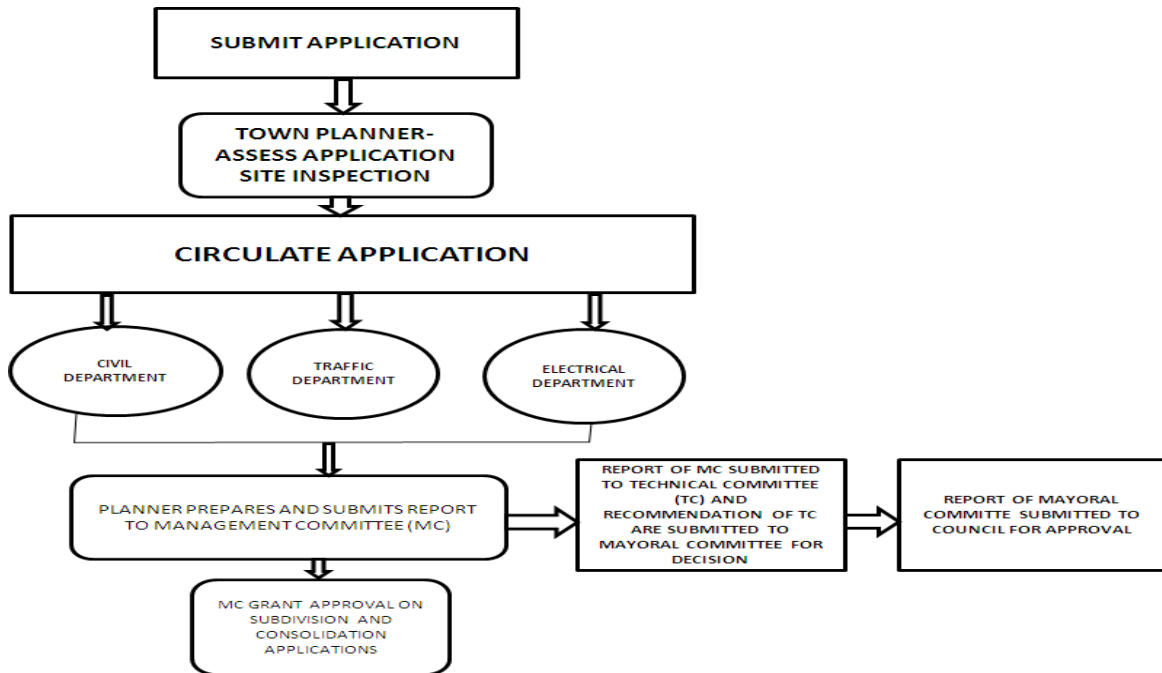 SUBMIT APPLICATION
TOWN PLANNER-
ASSESS APPLICATION
SITE INSPECTION
CIRCULATE APPLICATION
CIVIL
DEPARTMENT
TRAFFIC
DEPARTMENT
ELECTRICAL
DEPARTMENT
PLANNER PREPARES AND SUBMITS REPORT
TO MANAGEMENT COMMITTEE (MC)
REPORT OF MC SUBMITTED
TO TECHNICAL COMMITTEE
(TC) AND
RECOMMENDATION OF TC
ARE SUBMITTED TO
MAYORAL COMMITTEE FOR
DECISION
REPORT OF MAYORAL
COMMITTE SUBMITTED TO
COUNCIL FOR APPROVAL
MC GRANT APPROVAL ON
SUBDIVISION AND
CONSOLIDATION
APPLICATIONS